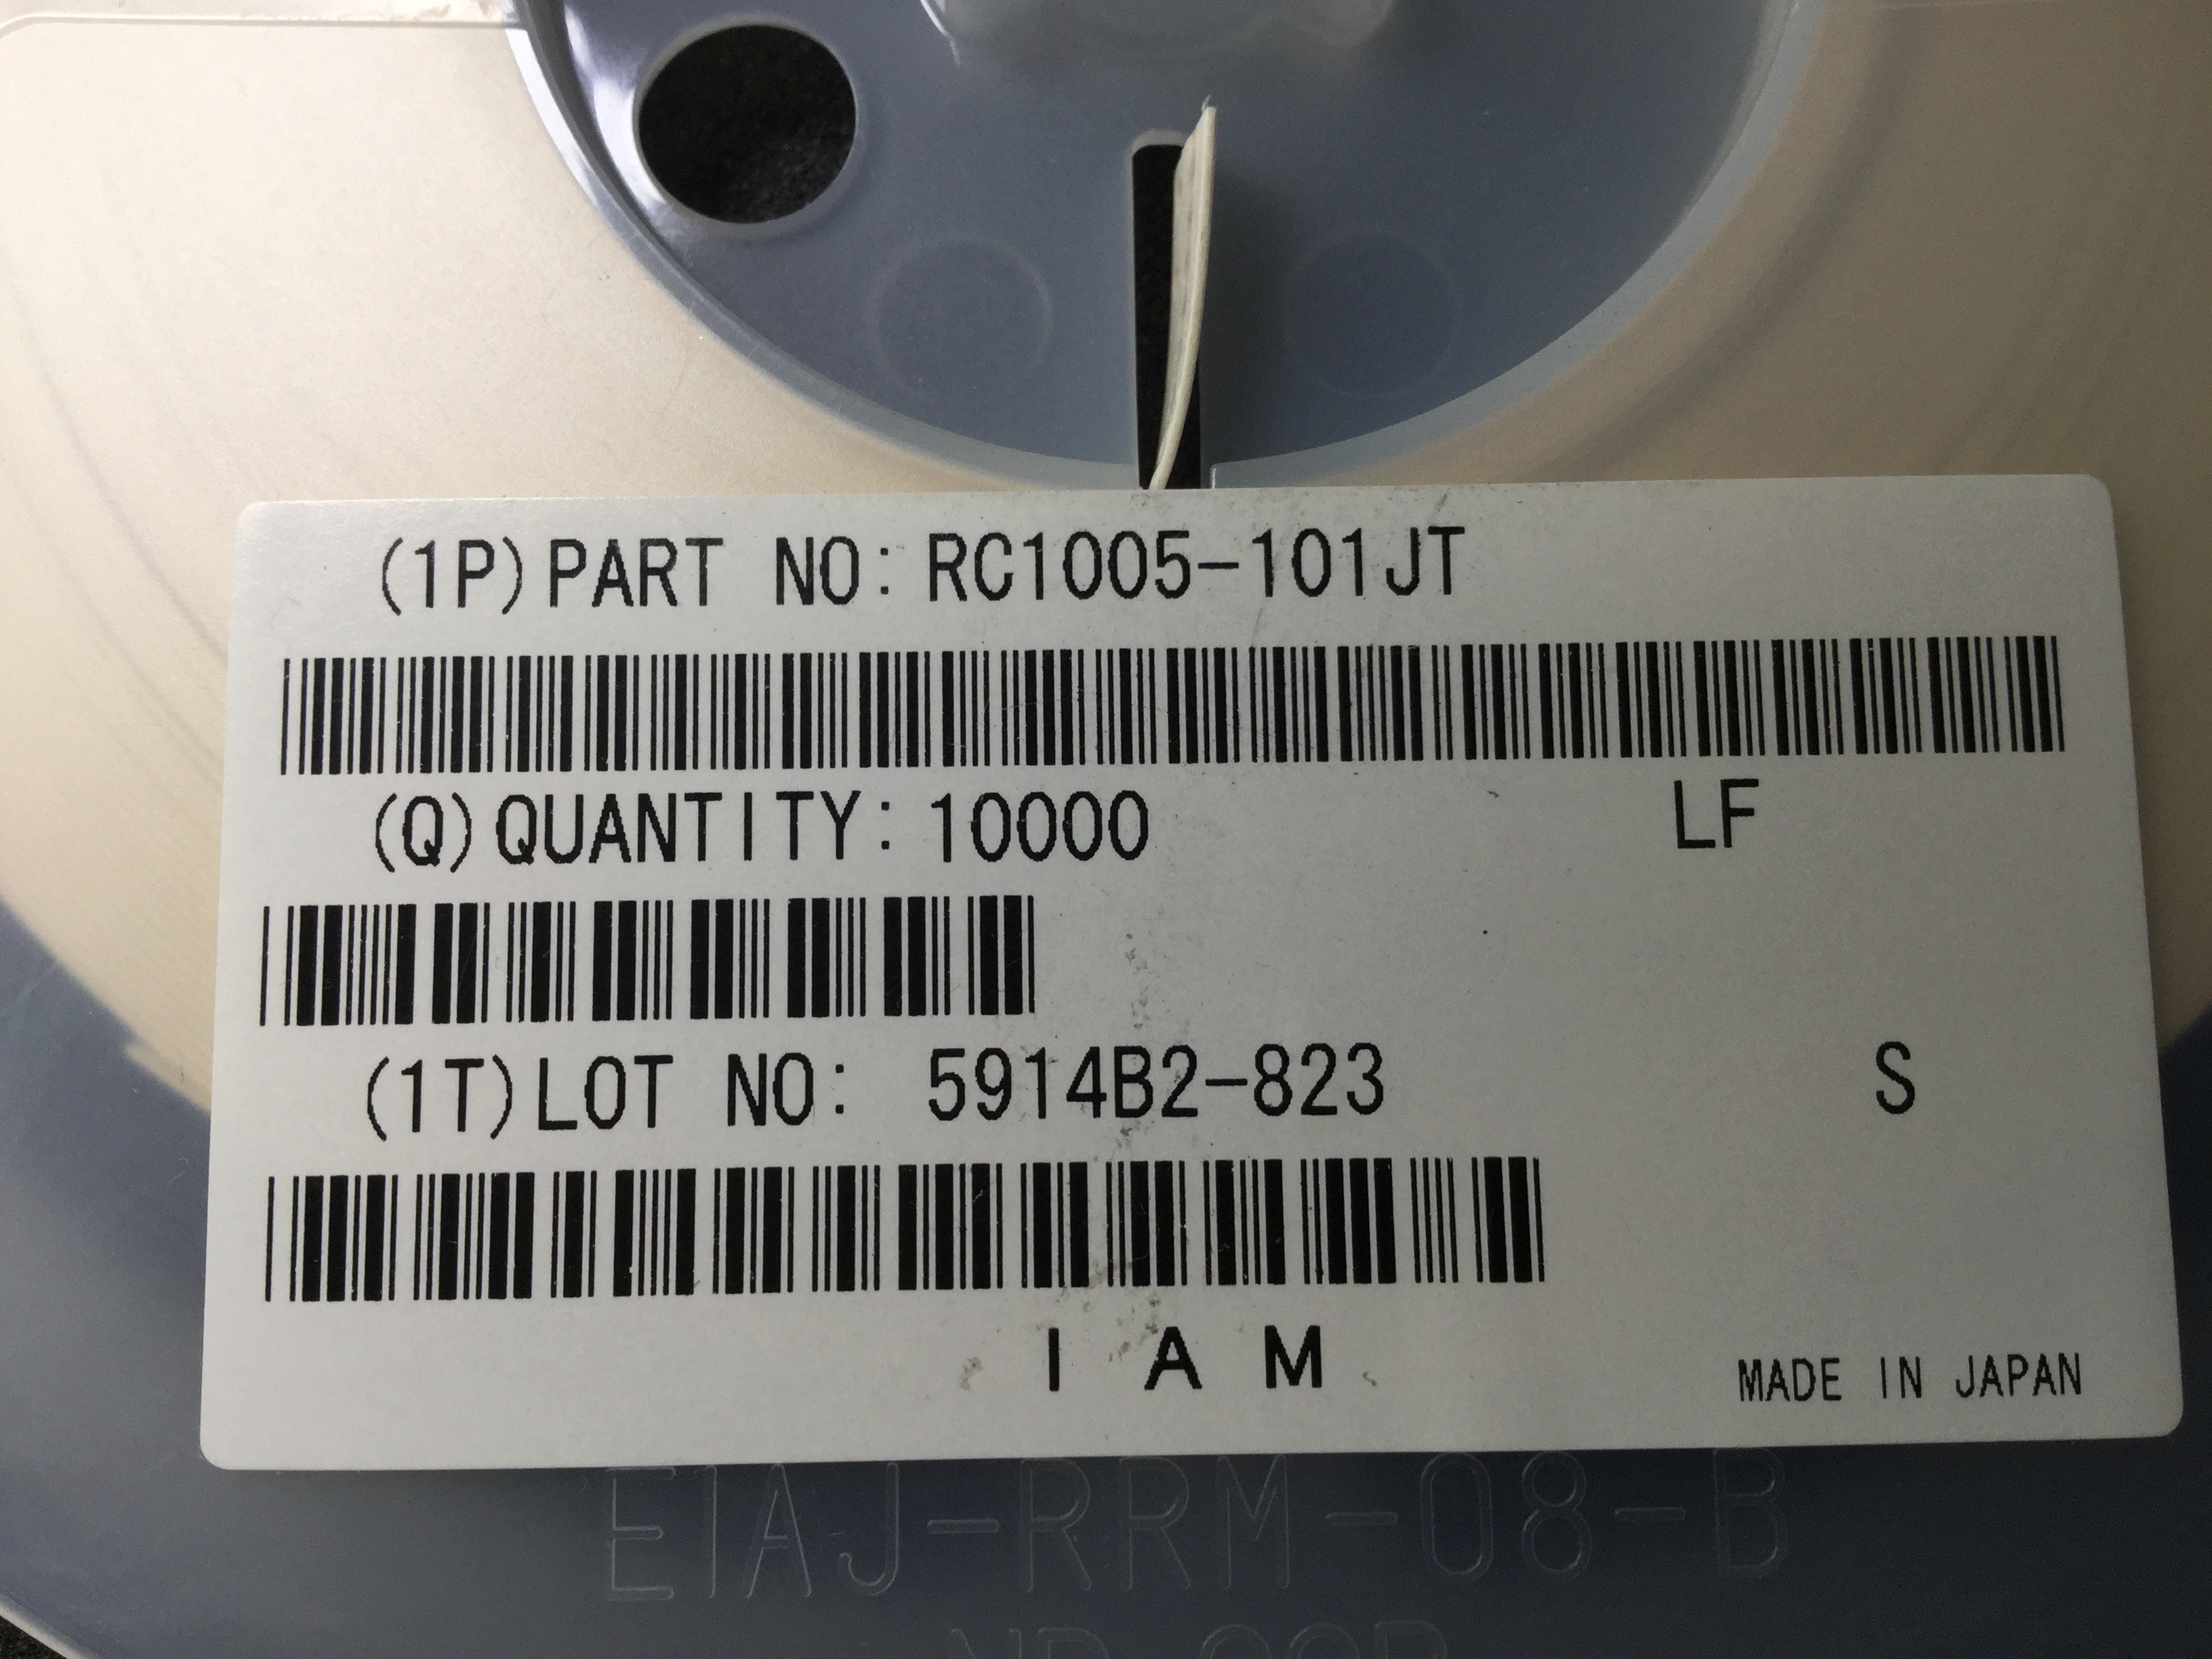 (1P)PART NO:RC1005-101JT
(Q)QUANTITY:10000 LF
(1T)LOT NO: 5914B2-823 S
I A M
MADE IN JAPAN
EIAJ-RRM-08-B